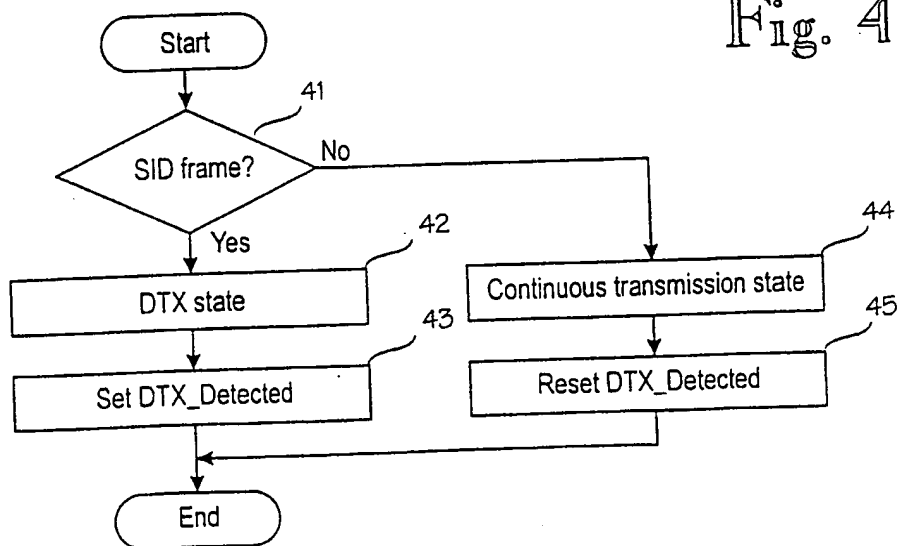 Fig. 4
Start
41
SID frame?
No
Yes
42
DTX state
43
Set DTX_Detected
44
Continuous transmission state
45
Reset DTX_Detected
End